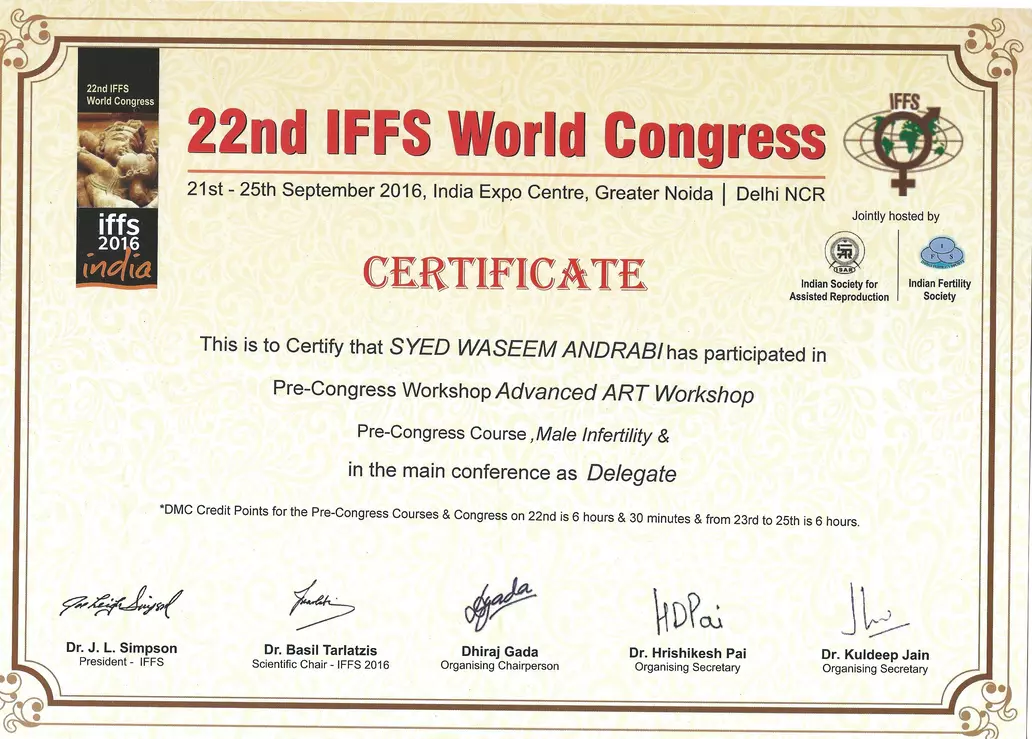 22nd IFFS
World Congress
iffs
2016
india
22nd IFFS World Congress
21st - 25th September 2016, India Expo Centre, Greater Noida | Delhi NCR
IFFS
Jointly hosted by
ISAR
Indian Society for
Assisted Reproduction
I
F S
Indian Fertility
Society
CERTIFICATE
This is to Certify that SYED WASEEM ANDRABI has participated in
Pre-Congress Workshop Advanced ART Workshop
Pre-Congress Course ,Male Infertility &
in the main conference as Delegate
*DMC Credit Points for the Pre-Congress Courses & Congress on 22nd is 6 hours & 30 minutes & from 23rd to 25th is 6 hours.
Dgada
HDPai
Dr. J. L. Simpson
President - IFFS
Dr. Basil Tarlatzis
Scientific Chair - IFFS 2016
Dhiraj Gada
Organising Chairperson
Dr. Hrishikesh Pai
Organising Secretary
Dr. Kuldeep Jain
Organising Secretary